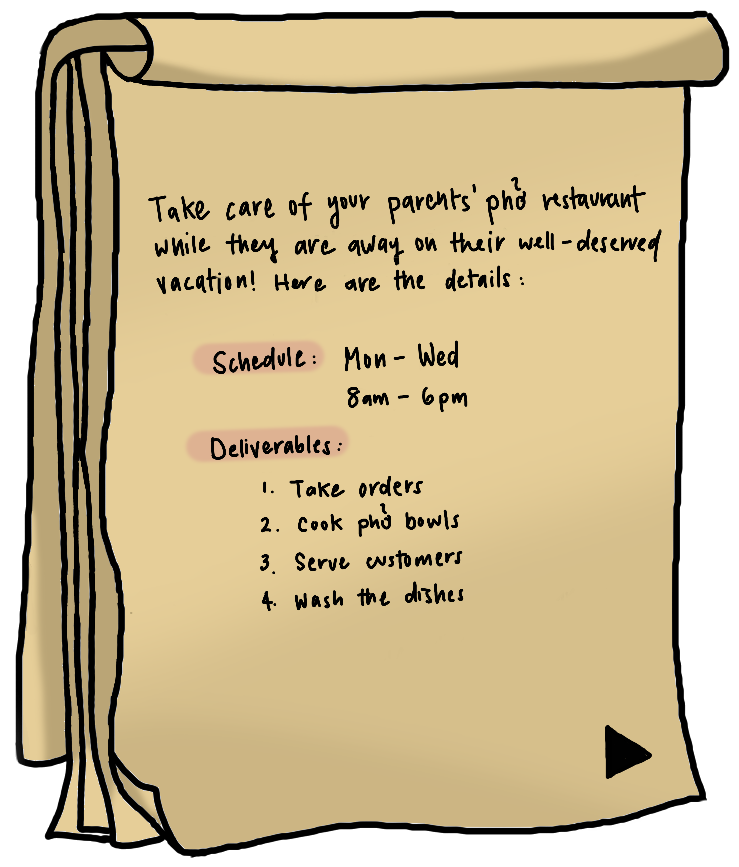 Take care of your parents' phở restaurant
while they are away on their well-deserved
vacation! Here are the details:
Schedule: Mon - Wed
8am - 6pm
Deliverables:
1. Take orders
2. Cook phở bowls
3. Serve customers
4. Wash the dishes